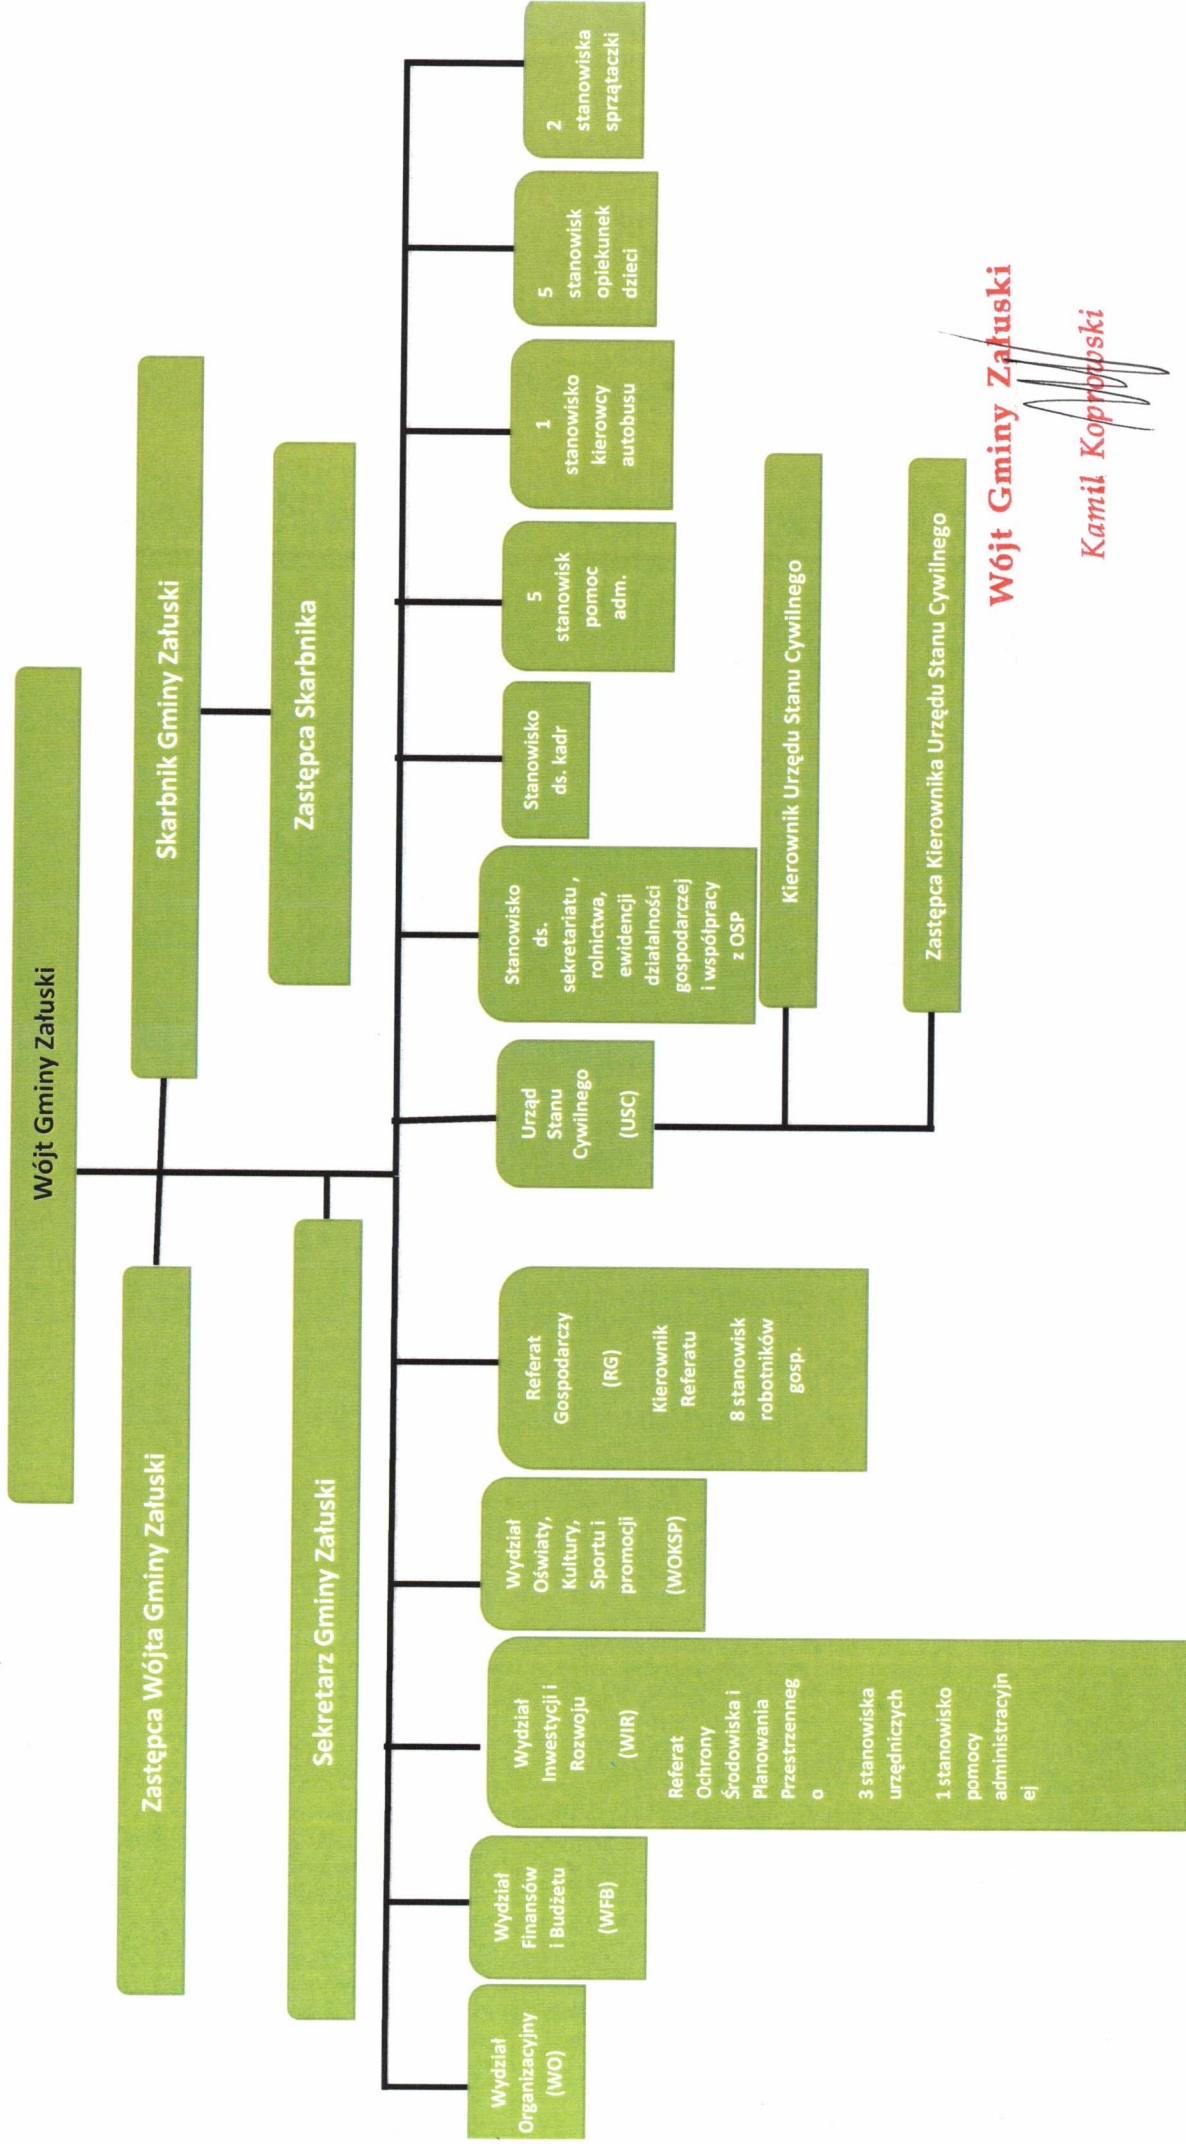 Wójt Gminy Załuski
Zastępca Wójta Gminy Załuski
Skarbnik Gminy Załuski
Sekretarz Gminy Załuski
Zastępca Skarbnika
Wydział
Organizacyjny
(WO)
Wydział
Finansów
i Budżetu
(WFB)
Wydział
Inwestycji i
Rozwoju
(WIR)
Referat
Ochrony
Środowiska i
Planowania
Przestrzenneg
o
3 stanowiska
urzędniczych
1 stanowisko
pomocy
administracyjn
ej
Wydział
Oświaty,
Kultury,
Sportu i
promocji
(WOKSP)
Referat
Gospodarczy
(RG)
Kierownik
Referatu
8 stanowisk
robotników
gosp.
Urząd
Stanu
Cywilnego
(USC)
Stanowisko
ds.
sekretariatu ,
rolnictwa,
ewidencji
działalności
gospodarczej
i współpracy
z OSP
Stanowisko
ds. kadr
5
stanowisk
pomoc
adm.
1
stanowisko
kierowcy
autobusu
5
stanowisk
opiekunek
dzieci
2
stanowiska
sprzątaczki
Kierownik Urzędu Stanu Cywilnego
Zastępca Kierownika Urzędu Stanu Cywilnego
Wójt Gminy Załuski
Kamil Koprowski